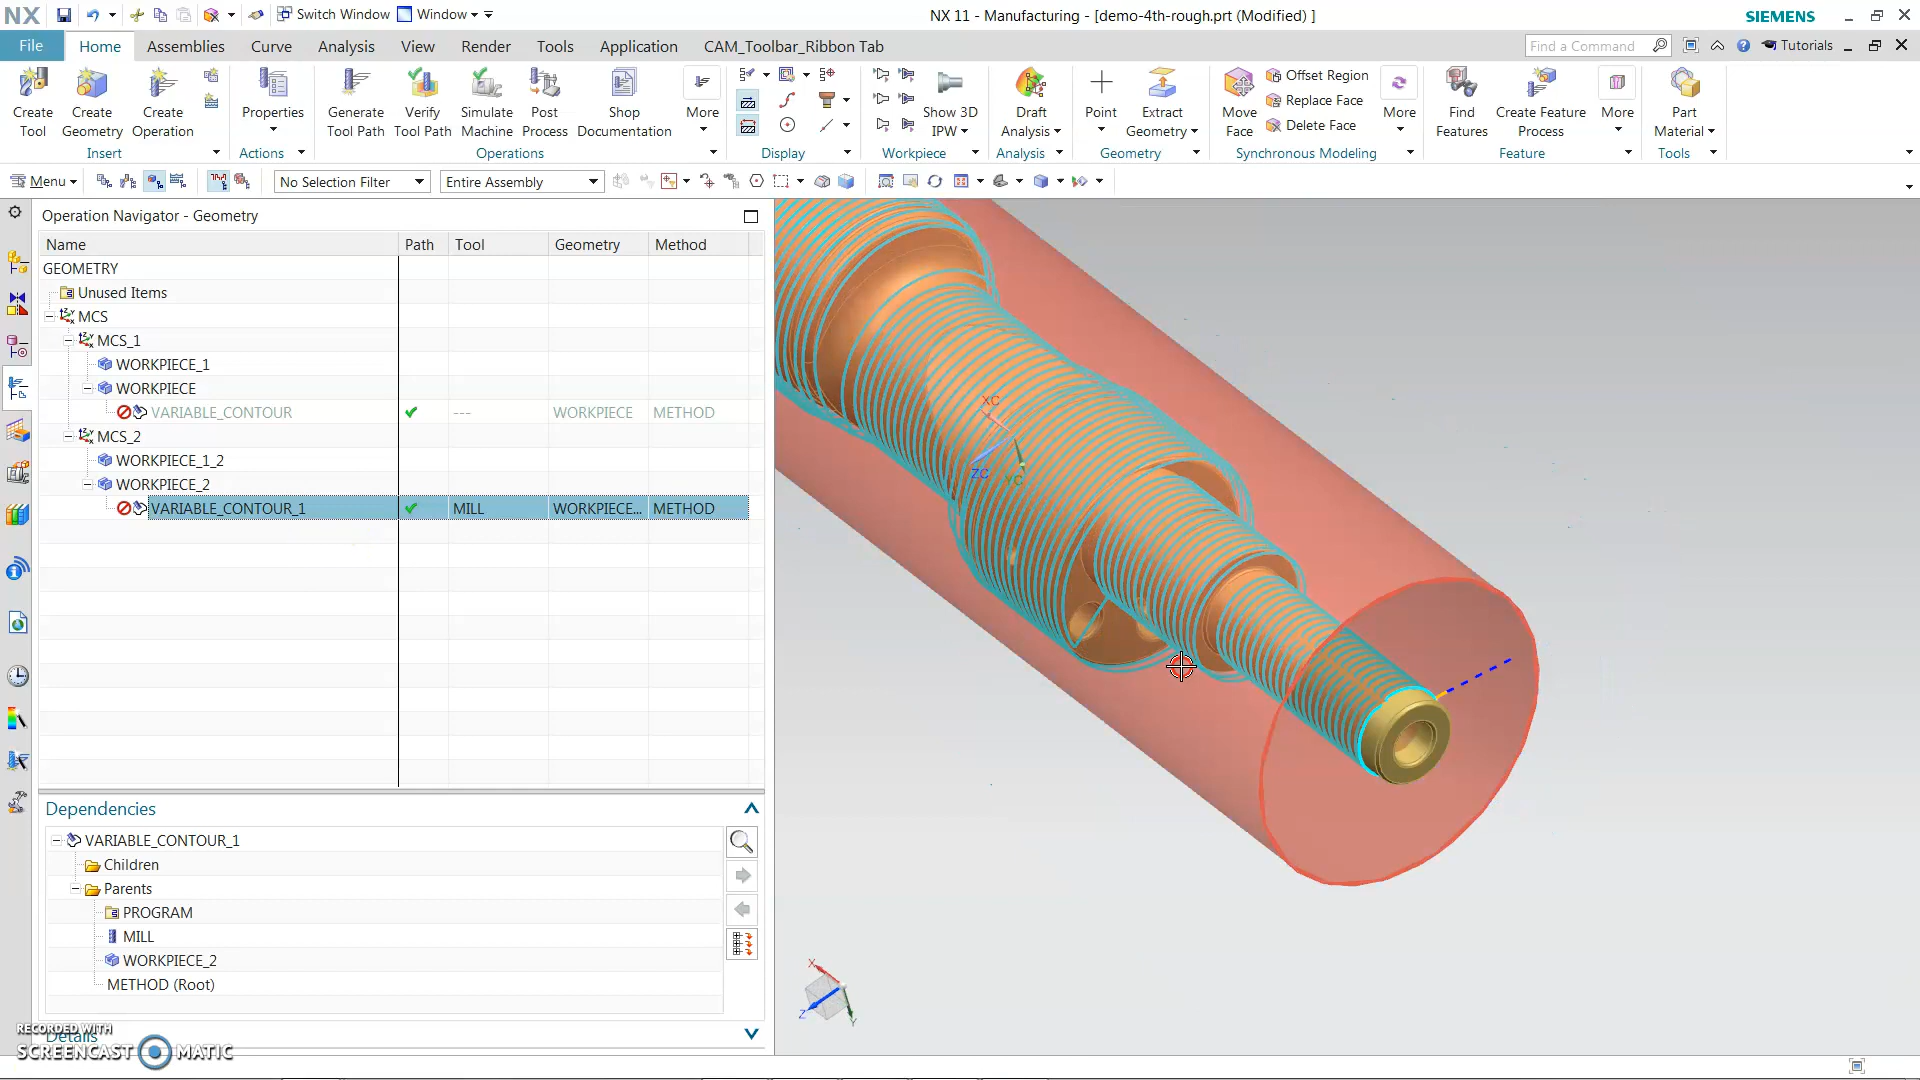 NX
Switch Window
Window
NX 11 - Manufacturing - [demo-4th-rough.prt (Modified) ]
SIEMENS
File
Home
Assemblies
Curve
Analysis
View
Render
Tools
Application
CAM_Toolbar_Ribbon Tab
Find a Command
Tutorials
Create Tool
Create Geometry
Create Operation
Properties
Generate Tool Path
Verify Tool Path
Simulate Machine
Post Process
Shop Documentation
More
Show 3D IPW
Draft Analysis
Point
Extract Geometry
Move Face
Offset Region
Replace Face
Delete Face
More
Find Features
Create Feature Process
More
Part Material
Insert
Actions
Operations
Display
Workpiece
Analysis
Geometry
Synchronous Modeling
Feature
Tools
Menu
No Selection Filter
Entire Assembly
Operation Navigator - Geometry
Name Path Tool Geometry Method
GEOMETRY
Unused Items
MCS
MCS_1
WORKPIECE_1
WORKPIECE
VARIABLE_CONTOUR --- WORKPIECE METHOD
MCS_2
WORKPIECE_1_2
WORKPIECE_2
VARIABLE_CONTOUR_1 MILL WORKPIECE... METHOD
XC
ZC
YC
Dependencies
VARIABLE_CONTOUR_1
Children
Parents
PROGRAM
MILL
WORKPIECE_2
METHOD (Root)
Details
X
Z
Y
RECORDED WITH
SCREENCAST MATIC